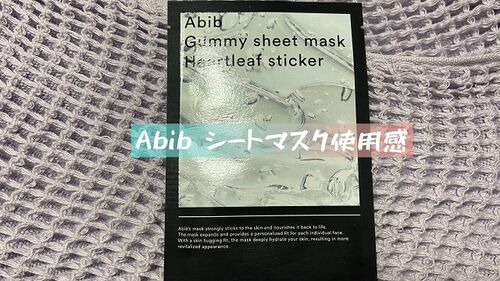 Abib
Gummy sheet mask
Heartleaf sticker
Abib シートマスク使用感
Abib's mask strongly sticks to the skin and nourishes it back to life.
The mask expands and provides a personalized fit for each individual face.
With a skin hugging fit, the mask deeply hydrate your skin, resulting in more
revitalized appearance.